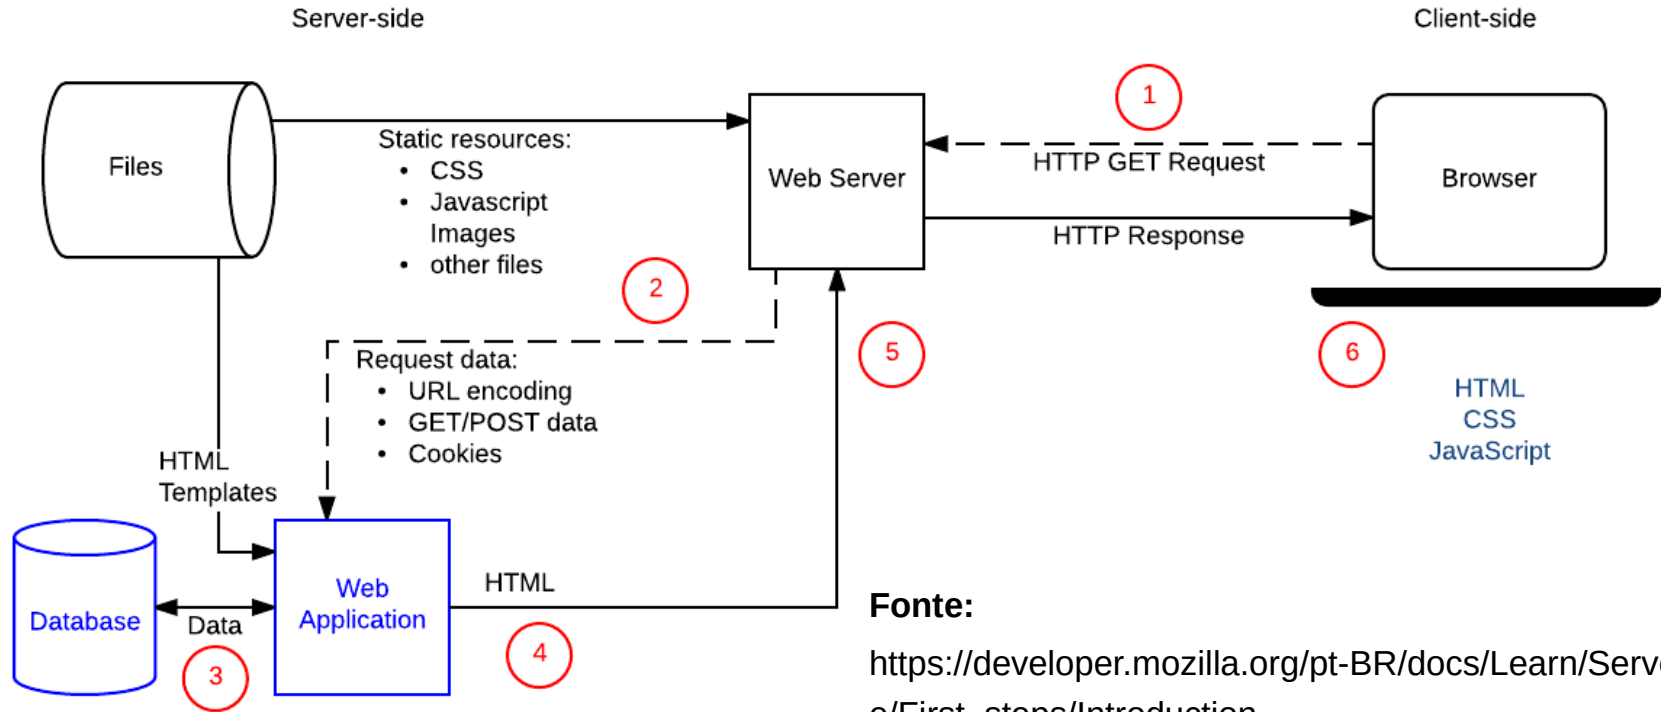 Server-side
Client-side
1
Files
Static resources:
• CSS
• Javascript
Images
• other files
Web Server
HTTP GET Request
HTTP Response
Browser
2
5
6
Request data:
• URL encoding
• GET/POST data
• Cookies
HTML
CSS
JavaScript
HTML
Templates
Database
Data
3
Web
Application
HTML
4
Fonte:
https://developer.mozilla.org/pt-BR/docs/Learn/Serv
e/First_steps/Introduction